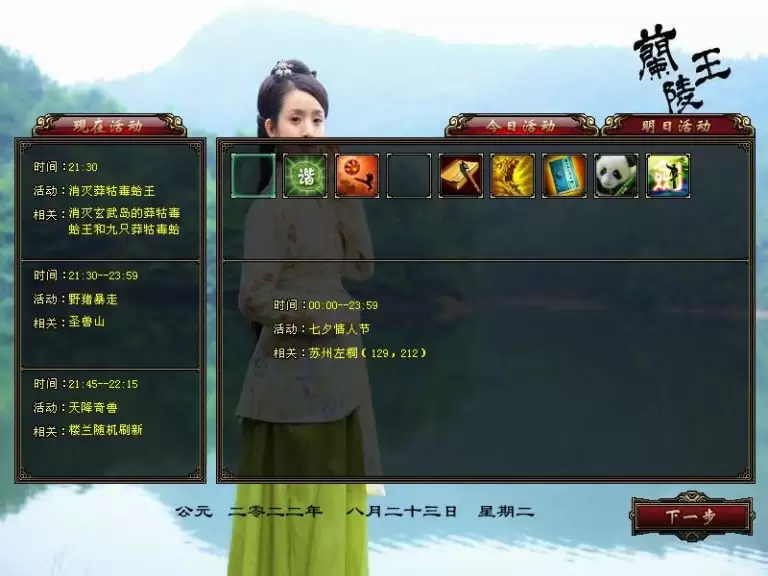 蘭陵王
现在活动
今日活动
明日活动
时间：21:30
活动：消灭莽牯毒蛤王
相关：消灭玄武岛的莽牯毒
蛤王和九只莽牯毒蛤
时间：21:30--23:59
活动：野猪暴走
相关：圣兽山
时间：21:45--22:15
活动：天降奇兽
相关：楼兰随机刷新
谐
时间：00:00--23:59
活动：七夕情人节
相关：苏州左桐（129，212）
公元 二零二二年 八月二十三日 星期二
下一步